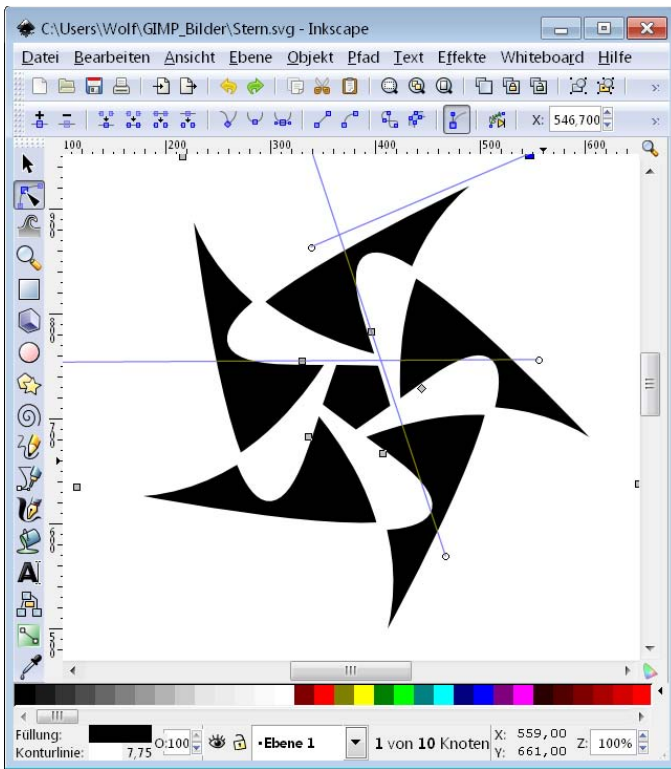 C:\Users\Wolf\GIMP_Bilder\Stern.svg - Inkscape
Datei Bearbeiten Ansicht Ebene Objekt Pfad Text Effekte Whiteboard Hilfe
X: 546,700
100 200 300 400 500 600
Füllung:
Konturlinie: 7,75
O: 100
•Ebene 1
1 von 10 Knoten
X: 559,00
Y: 661,00
Z: 100%